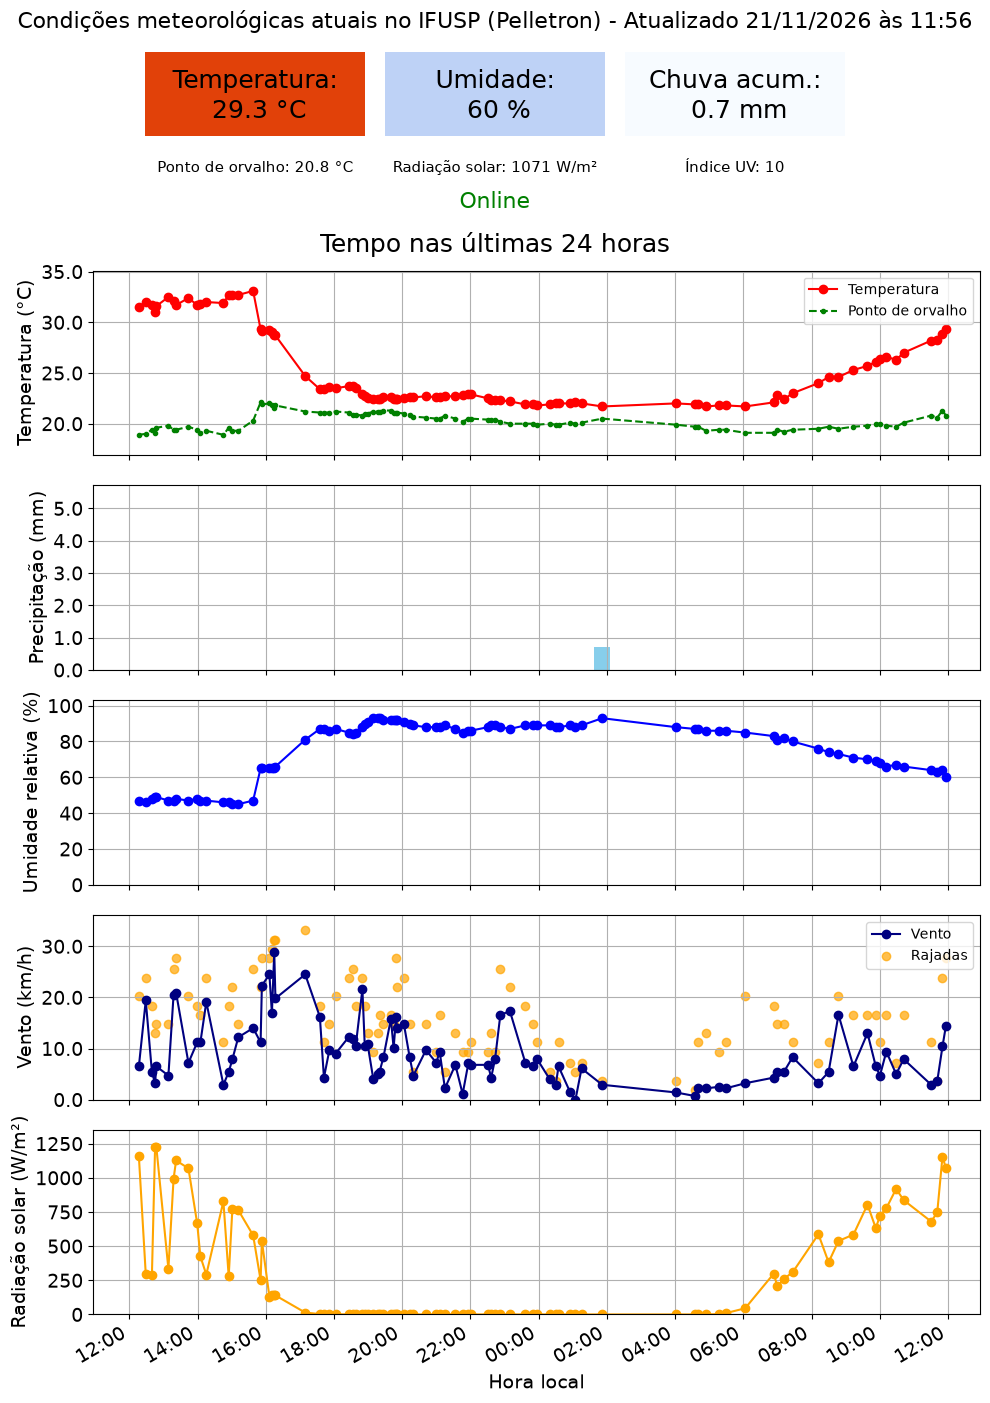 Condições meteorológicas atuais no IFUSP (Pelletron) - Atualizado 21/11/2026 às 11:56
Temperatura:
29.3 °C
Umidade:
60 %
Chuva acum.:
0.7 mm
Ponto de orvalho: 20.8 °C
Radiação solar: 1071 W/m²
Índice UV: 10
Online
Tempo nas últimas 24 horas
Temperatura (°C)
35.0
30.0
25.0
20.0
Temperatura
Ponto de orvalho
Precipitação (mm)
5.0
4.0
3.0
2.0
1.0
0.0
Umidade relativa (%)
100
80
60
40
20
0
Vento (km/h)
30.0
20.0
10.0
0.0
Vento
Rajadas
Radiação solar (W/m²)
1250
1000
750
500
250
0
12:00
14:00
16:00
18:00
20:00
22:00
00:00
02:00
04:00
06:00
08:00
10:00
12:00
Hora local